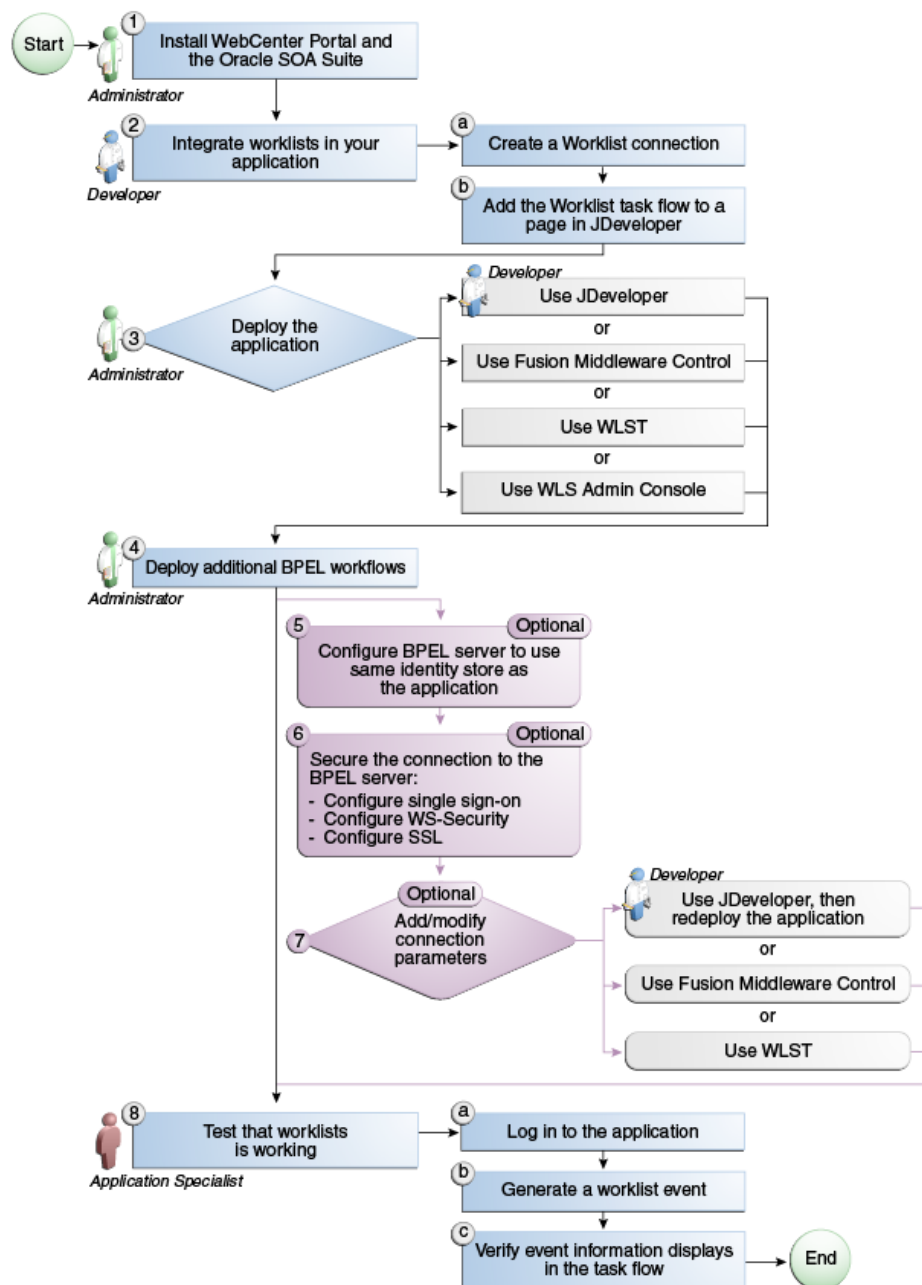 Start
1
Install WebCenter Portal and
the Oracle SOA Suite
Administrator
2
Integrate worklists in your
application
Developer
a
Create a Worklist connection
b
Add the Worklist task flow to a
page in JDeveloper
3
Deploy the
application
Administrator
Developer
Use JDeveloper
or
Use Fusion Middleware Control
or
Use WLST
or
Use WLS Admin Console
4
Deploy additional BPEL workflows
Administrator
5
Optional
Configure BPEL server to use
same identity store as
the application
6
Optional
Secure the connection to the
BPEL server:
- Configure single sign-on
- Configure WS-Security
- Configure SSL
Optional
7
Add/modify
connection
parameters
Developer
Use JDeveloper, then
redeploy the application
or
Use Fusion Middleware Control
or
Use WLST
8
Test that worklists
is working
Application Specialist
a
Log in to the application
b
Generate a worklist event
c
Verify event information displays
in the task flow
End